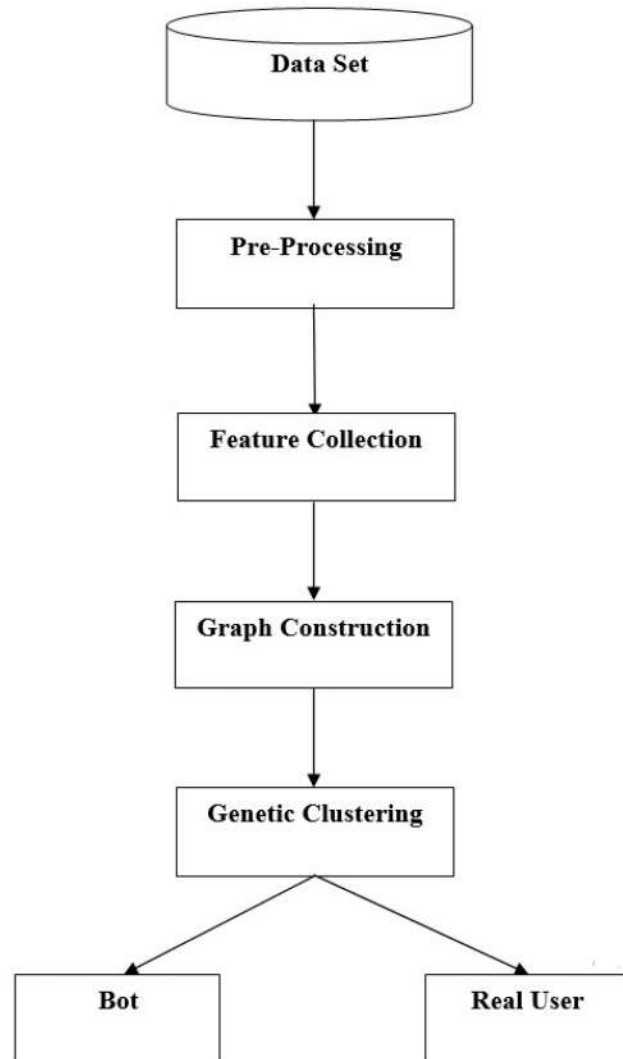 Data Set
Pre-Processing
Feature Collection
Graph Construction
Genetic Clustering
Bot
Real User